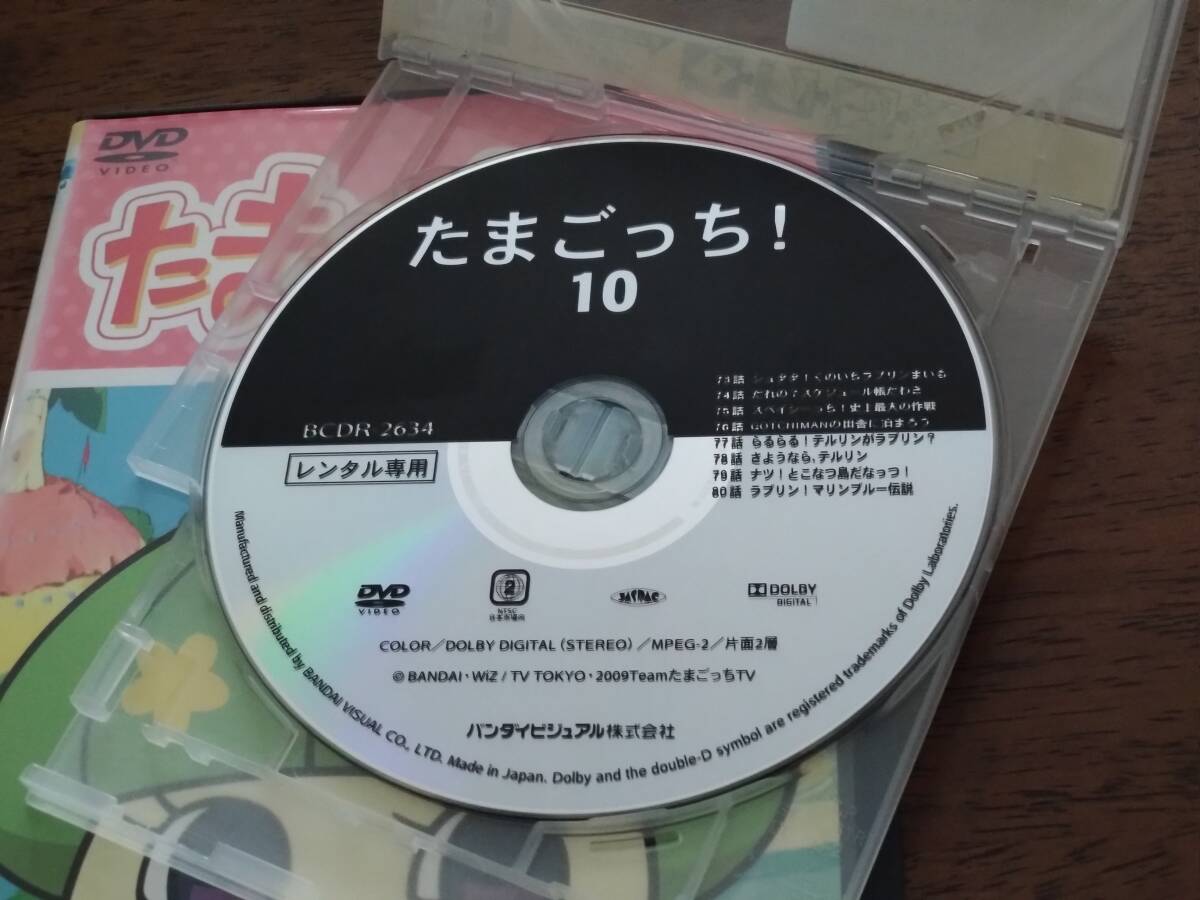 DVD
VIDEO
たま
たまごっち!
10
73話 シュタタ!くのいちラブリンまいる
74話 だれの?スケジュール帳だわさ
75話 スペイシーっち!史上最大の作戦
76話 GOTCHIMANの田舎に泊まろう
77話 らるらる!テルリンがラブリン?
78話 さようなら、テルリン
79話 ナツ!とこなつ島だなっつ!
80話 ラブリン!マリンブルー伝説
BCDR 2634
レンタル専用
DVD
VIDEO
2
NTSC
日本市場向
JASRAC
DOLBY
DIGITAL
COLOR/DOLBY DIGITAL (STEREO)/MPEG-2/片面2層
© BANDAI・WiZ / TV TOKYO・2009TeamたまごっちTV
バンダイビジュアル株式会社
Manufactured and distributed by BANDAI VISUAL CO., LTD. Made in Japan. Dolby and the double-D symbol are registered trademarks of Dolby Laboratories.